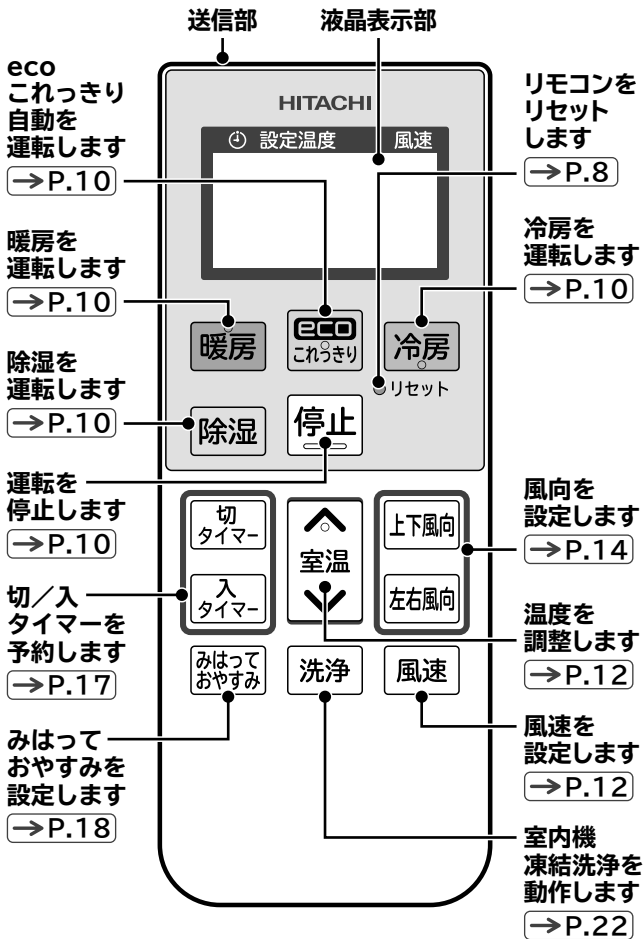 送信部
液晶表示部
eco
これっきり
自動を
運転します
→P.10
暖房を
運転します
→P.10
除湿を
運転します
→P.10
運転を
停止します
→P.10
切／入
タイマーを
予約します
→P.17
みはって
おやすみを
設定します
→P.18
HITACHI
設定温度 風速
暖房
eco
これっきり
冷房
リセット
除湿
停止
切
タイマー
入
タイマー
室温
上下風向
左右風向
みはって
おやすみ
洗浄
風速
リモコンを
リセット
します
→P.8
冷房を
運転します
→P.10
風向を
設定します
→P.14
温度を
調整します
→P.12
風速を
設定します
→P.12
室内機
凍結洗浄を
動作します
→P.22